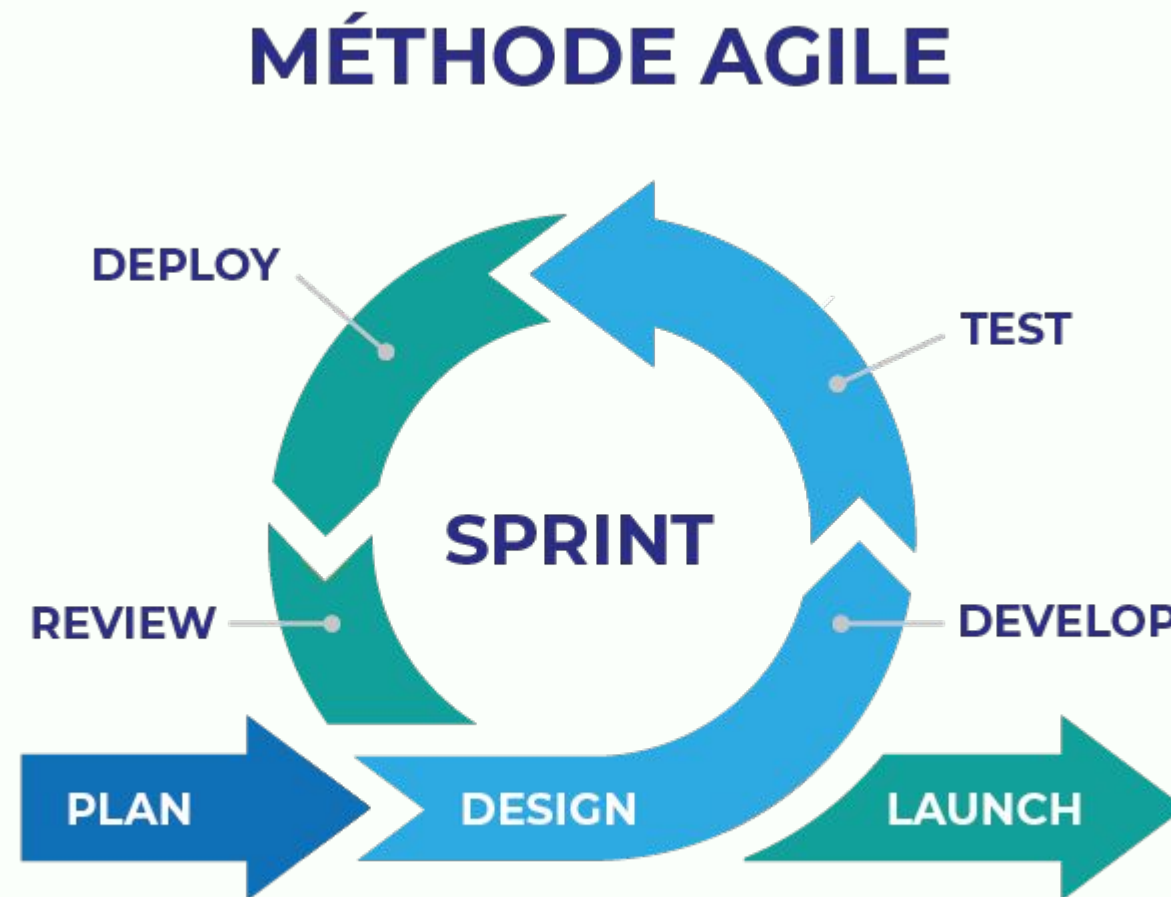 MÉTHODE AGILE
DEPLOY
TEST
SPRINT
REVIEW
DEVELOP
PLAN
DESIGN
LAUNCH